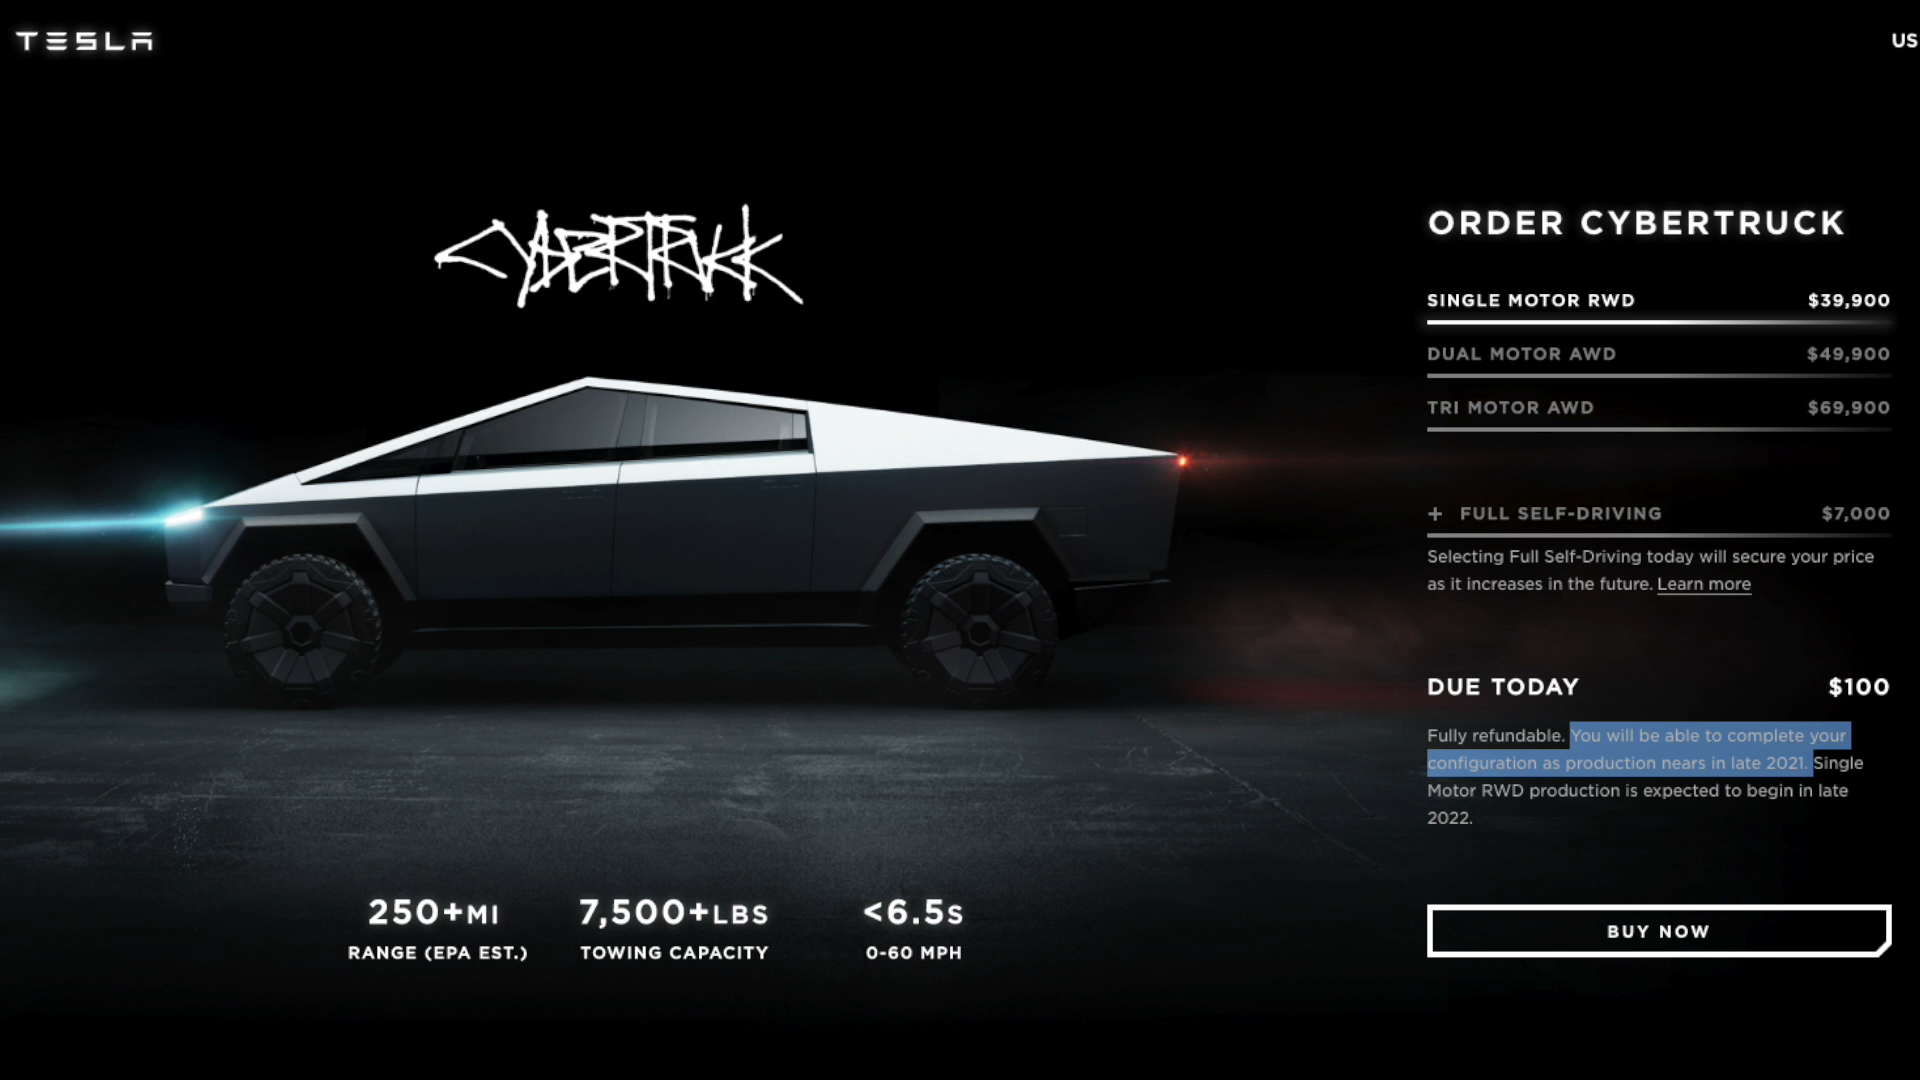 TESLA
US
CYBERTRUCK
ORDER CYBERTRUCK
SINGLE MOTOR RWD $39,900
DUAL MOTOR AWD $49,900
TRI MOTOR AWD $69,900
+ FULL SELF-DRIVING $7,000
Selecting Full Self-Driving today will secure your price
as it increases in the future. Learn more
DUE TODAY $100
Fully refundable. You will be able to complete your
configuration as production nears in late 2021. Single
Motor RWD production is expected to begin in late
2022.
250+MI
RANGE (EPA EST.)
7,500+LBS
TOWING CAPACITY
<6.5S
0-60 MPH
BUY NOW